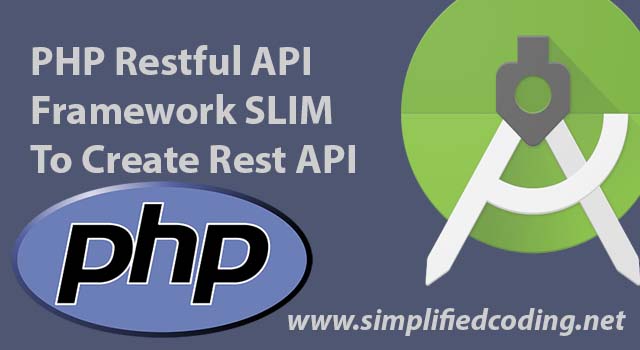 PHP Restful API
Framework SLIM
To Create Rest API
php
www.simplifiedcoding.net